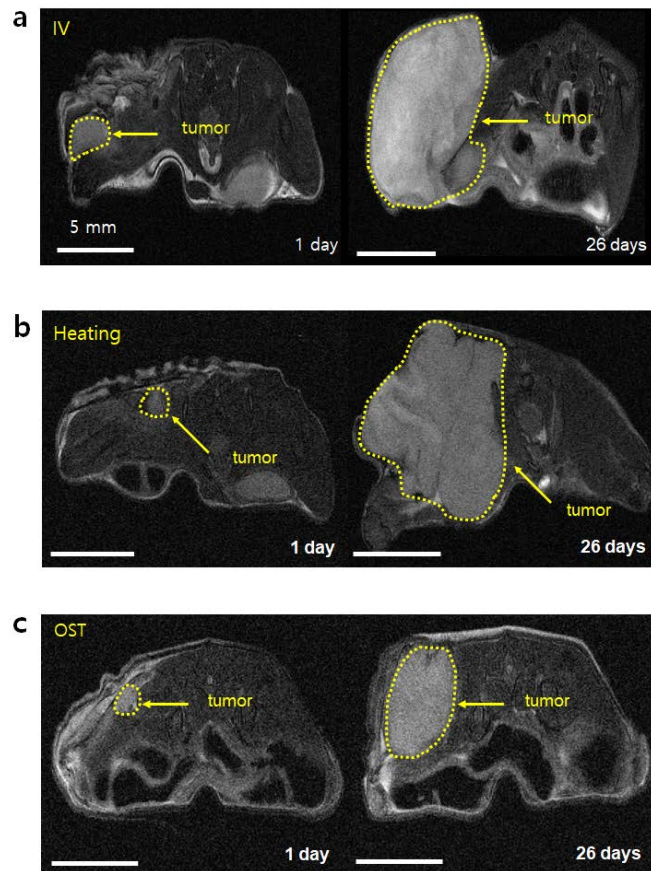 a
IV
tumor
tumor
5 mm
1 day
26 days
b
Heating
tumor
tumor
1 day
26 days
c
OST
tumor
tumor
1 day
26 days